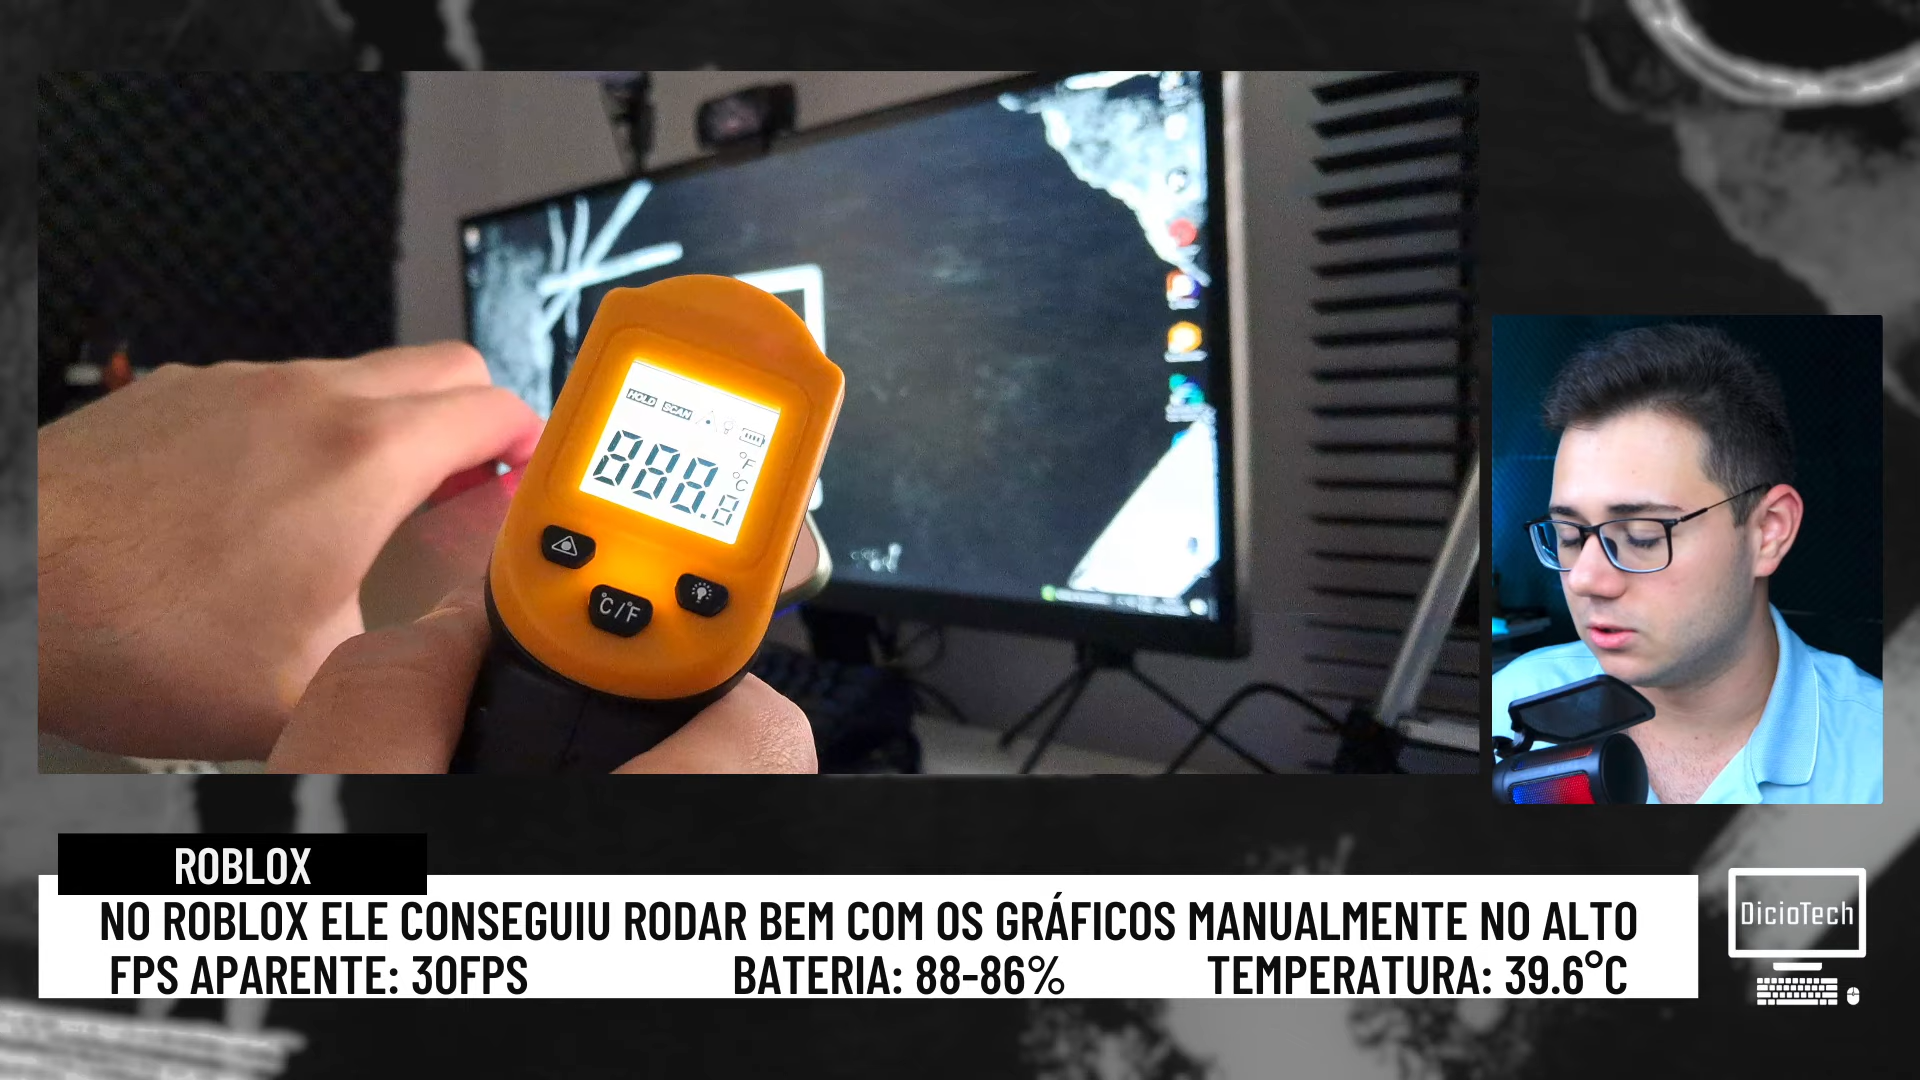 HOLD SCAN
°F
°C
888.8
°C/°F
ROBLOX
NO ROBLOX ELE CONSEGUIU RODAR BEM COM OS GRÁFICOS MANUALMENTE NO ALTO
FPS APARENTE: 30FPS BATERIA: 88-86% TEMPERATURA: 39.6°C
DicioTech